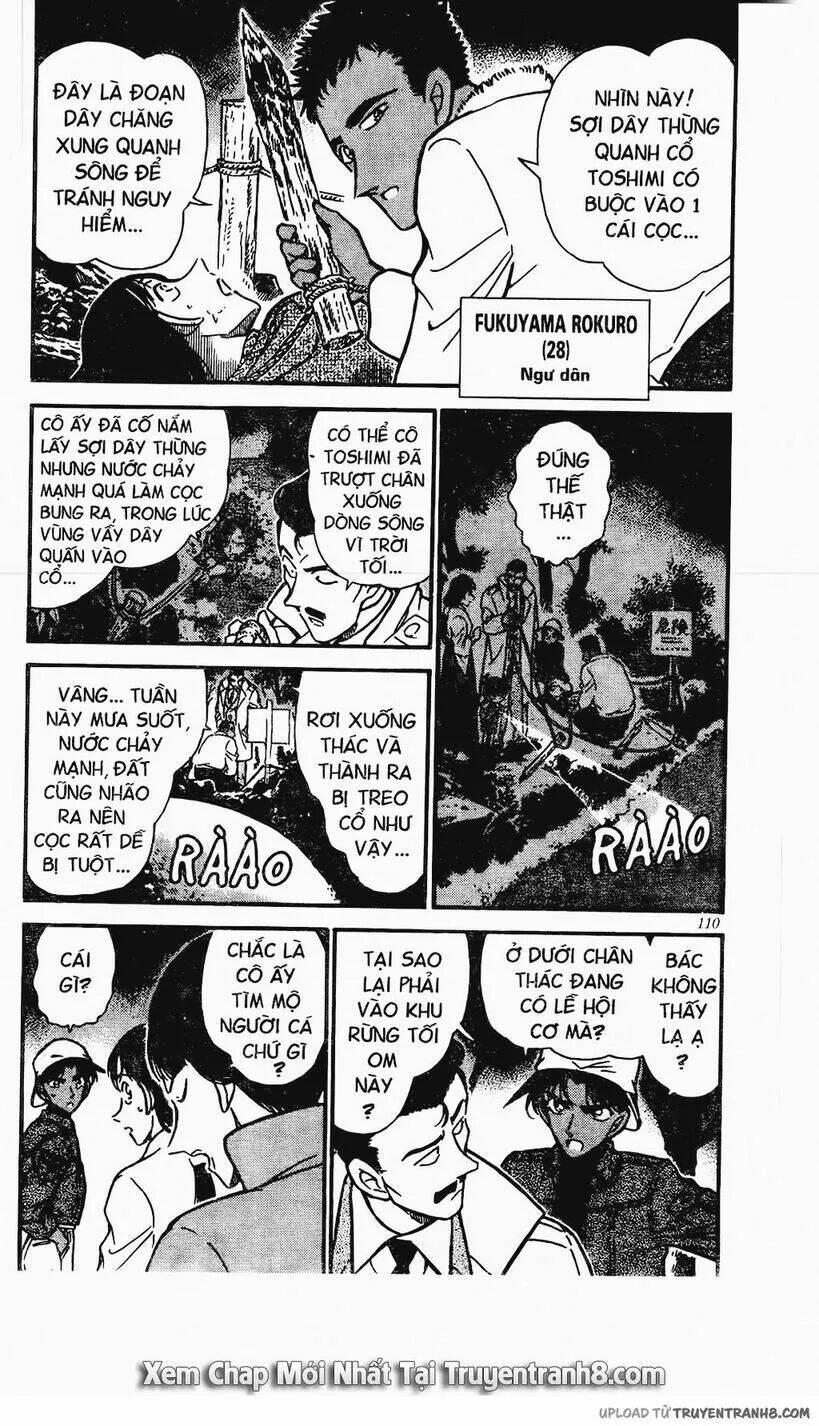 NHÌN NÀY!
SỢI DÂY THỪNG
QUANH CỔ
TOSHIMI CÓ
BUỘC VÀO 1
CÁI CỌC...
ĐÂY LÀ ĐOẠN
DÂY CHĂNG
XUNG QUANH
SÔNG ĐỂ
TRÁNH NGUY
HIỂM...
FUKUYAMA ROKURO
(28)
Ngư dân
ĐÚNG
THẾ
THẬT
...
危険
RÀÀO
CÓ THỂ CÔ
TOSHIMI ĐÃ
TRƯỢT CHÂN
XUỐNG
DÒNG SÔNG
VÌ TRỜI
TỐI...
CÔ ẤY ĐÃ CỐ NẮM
LẤY SỢI DÂY THỪNG
NHƯNG NƯỚC CHẢY
MẠNH QUÁ LÀM CỌC
BUNG RA, TRONG LÚC
VÙNG VẪY DÂY
QUẤN VÀO
CỔ...
RƠI XUỐNG
THÁC VÀ
THÀNH RA
BỊ TREO
CỔ NHƯ
VẬY...
VÂNG... TUẦN
NÀY MƯA SUỐT,
NƯỚC CHẢY
MẠNH, ĐẤT
CŨNG NHÃO
RA NÊN
CỌC RẤT DỄ
BỊ TUỘT...
RÀÀO
110
BÁC
KHÔNG
THẤY
LẠ Ạ
?
Ở DƯỚI CHÂN
THÁC ĐANG
CÓ LỄ HỘI
CƠ MÀ?
TẠI SAO
LẠI PHẢI
VÀO KHU
RỪNG TỐI
OM
NÀY
?
CHẮC LÀ
CÔ ẤY
TÌM MỘ
NGƯỜI CÁ
CHỨ GÌ
?
CÁI
GÌ?
Xem Chap Mới Nhất Tại Truyentranh8.com
UPLOAD TỪ TRUYENTRANH8.COM